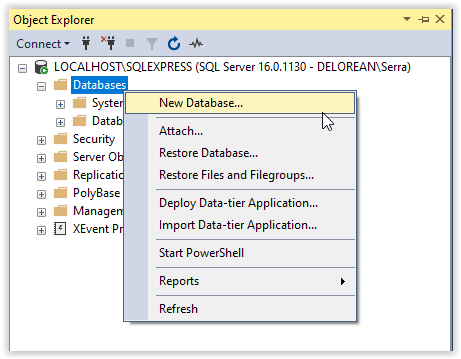 Object Explorer
Connect
LOCALHOST\SQLEXPRESS (SQL Server 16.0.1130 - DELOREAN\Serra)
Databases
System
New Database...
Datab
Attach...
Security
Restore Database...
Server Ob
Restore Files and Filegroups...
Replication
PolyBase
Deploy Data-tier Application...
Managem
Import Data-tier Application...
XEvent Pr
Start PowerShell
Reports
Refresh